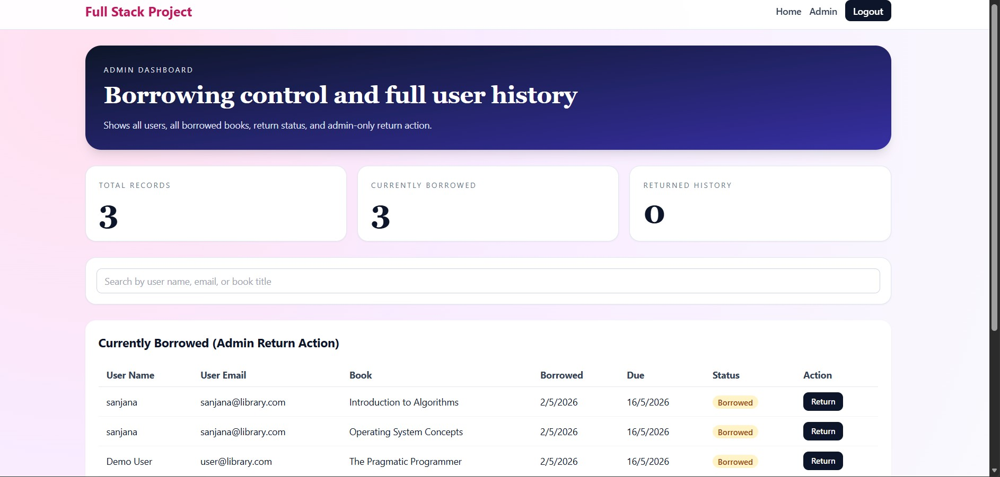 Full Stack Project
Home Admin Logout
ADMIN DASHBOARD
Borrowing control and full user history
Shows all users, all borrowed books, return status, and admin-only return action.
TOTAL RECORDS CURRENTLY BORROWED RETURNED HISTORY
3 3 0
Search by user name, email, or book title
Currently Borrowed (Admin Return Action)
User Name User Email Book Borrowed Due Status Action
sanjana sanjana@library.com Introduction to Algorithms 2/5/2026 16/5/2026 Borrowed Return
sanjana sanjana@library.com Operating System Concepts 2/5/2026 16/5/2026 Borrowed Return
Demo User user@library.com The Pragmatic Programmer 2/5/2026 16/5/2026 Borrowed Return